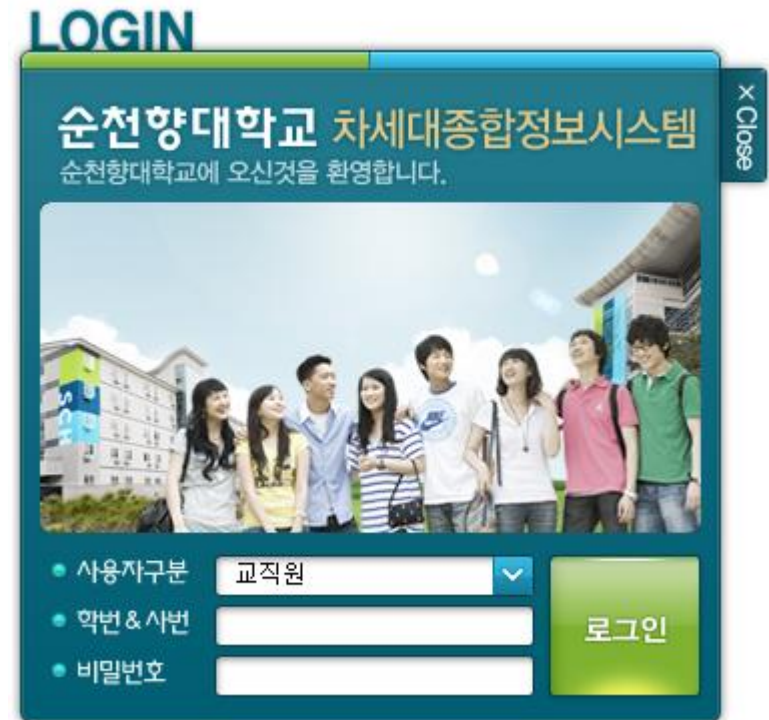 LOGIN
× Close
순천향대학교 차세대종합정보시스템
순천향대학교에 오신것을 환영합니다.
SCH
사용자구분 교직원
학번 & 사번
비밀번호
로그인